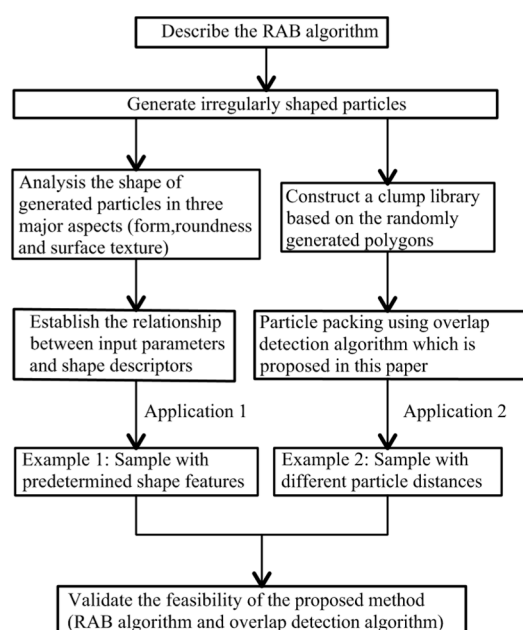 Describe the RAB algorithm
Generate irregularly shaped particles
Analysis the shape of
generated particles in three
major aspects (form,roundness
and surface texture)
Construct a clump library
based on the randomly
generated polygons
Establish the relationship
between input parameters
and shape descriptors
Particle packing using overlap
detection algorithm which is
proposed in this paper
Application 1
Application 2
Example 1: Sample with
predetermined shape features
Example 2: Sample with
different particle distances
Validate the feasibility of the proposed method
(RAB algorithm and overlap detection algorithm)